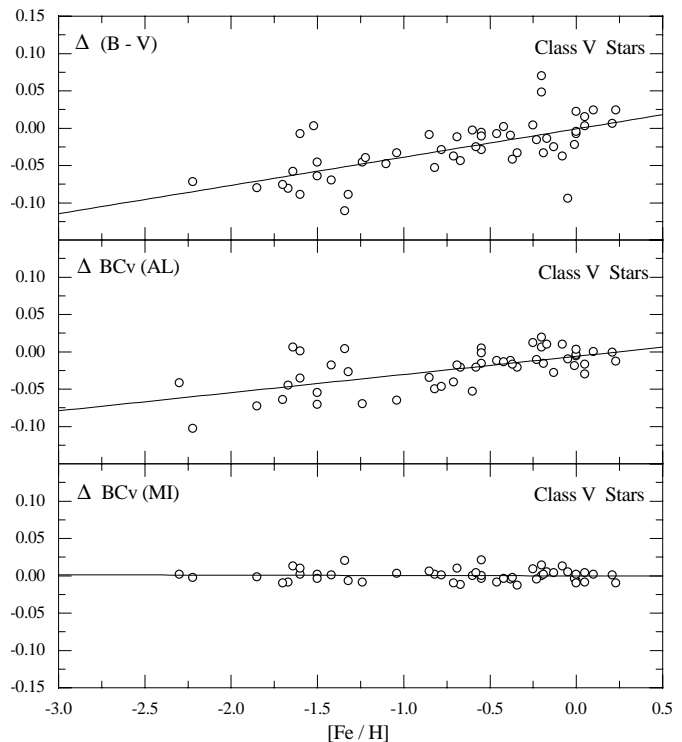 0.15
Δ (B - V)
Class V Stars
0.10
0.05
0.00
-0.05
-0.10
Δ BCv (AL)
Class V Stars
0.10
0.05
0.00
-0.05
-0.10
Δ BCv (MI)
Class V Stars
0.10
0.05
0.00
-0.05
-0.10
-0.15
-3.0 -2.5 -2.0 -1.5 -1.0 -0.5 0.0 0.5
[Fe / H]